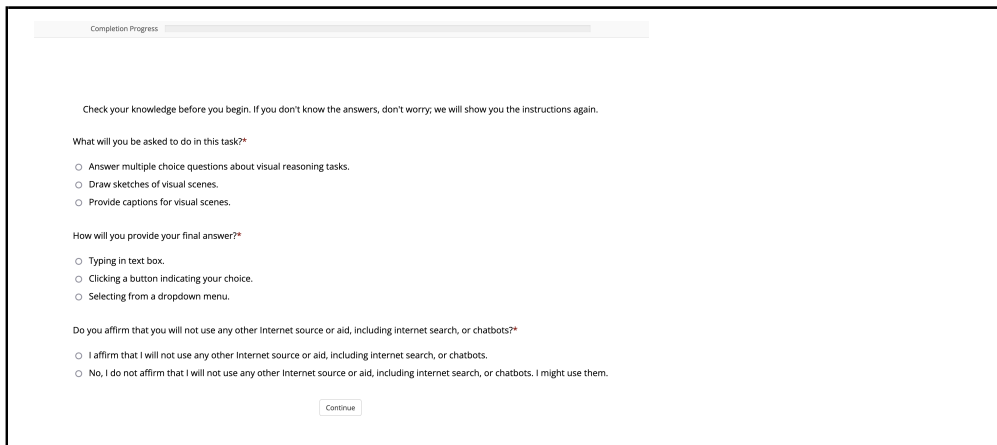 Completion Progress
Check your knowledge before you begin. If you don't know the answers, don't worry; we will show you the instructions again.
What will you be asked to do in this task?*
Answer multiple choice questions about visual reasoning tasks.
Draw sketches of visual scenes.
Provide captions for visual scenes.
How will you provide your final answer?*
Typing in text box.
Clicking a button indicating your choice.
Selecting from a dropdown menu.
Do you affirm that you will not use any other Internet source or aid, including internet search, or chatbots?*
I affirm that I will not use any other Internet source or aid, including internet search, or chatbots.
No, I do not affirm that I will not use any other Internet source or aid, including internet search, or chatbots. I might use them.
Continue